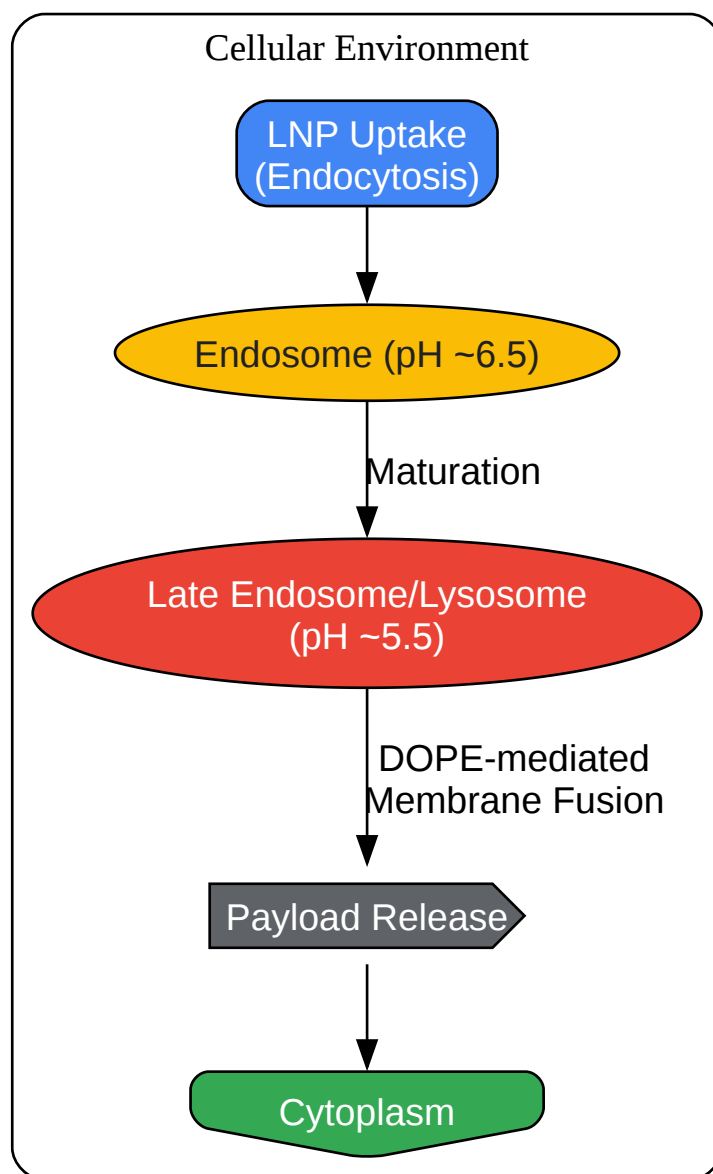 Cellular Environment
LNP Uptake
(Endocytosis)
Endosome (pH ~6.5)
Maturation
Late Endosome/Lysosome
(pH ~5.5)
DOPE-mediated
Membrane Fusion
Payload Release
Cytoplasm